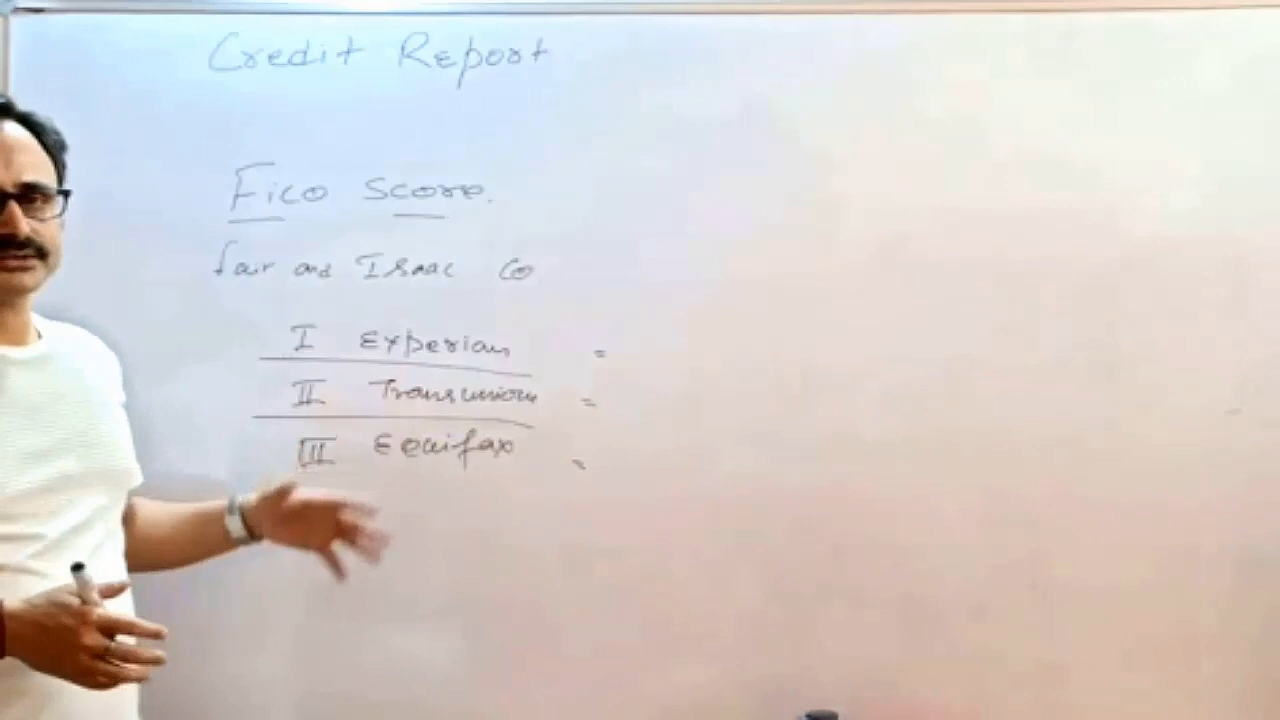 Credit Report
Fico Score.
fair and Isaac Co
I Experian =
II Transunion =
III Equifax